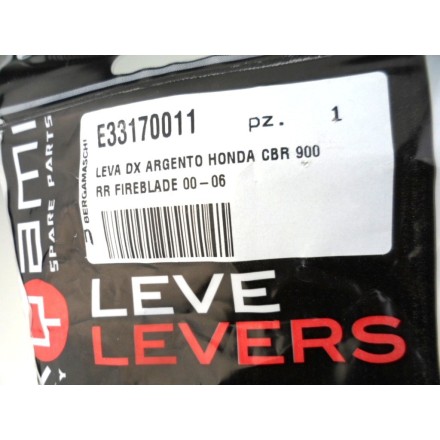 E33170011 pz. 1
LEVA DX ARGENTO HONDA CBR 900
RR FIREBLADE 00-06
BERGAMASCHI
SPARE PARTS
LEVE
LEVERS